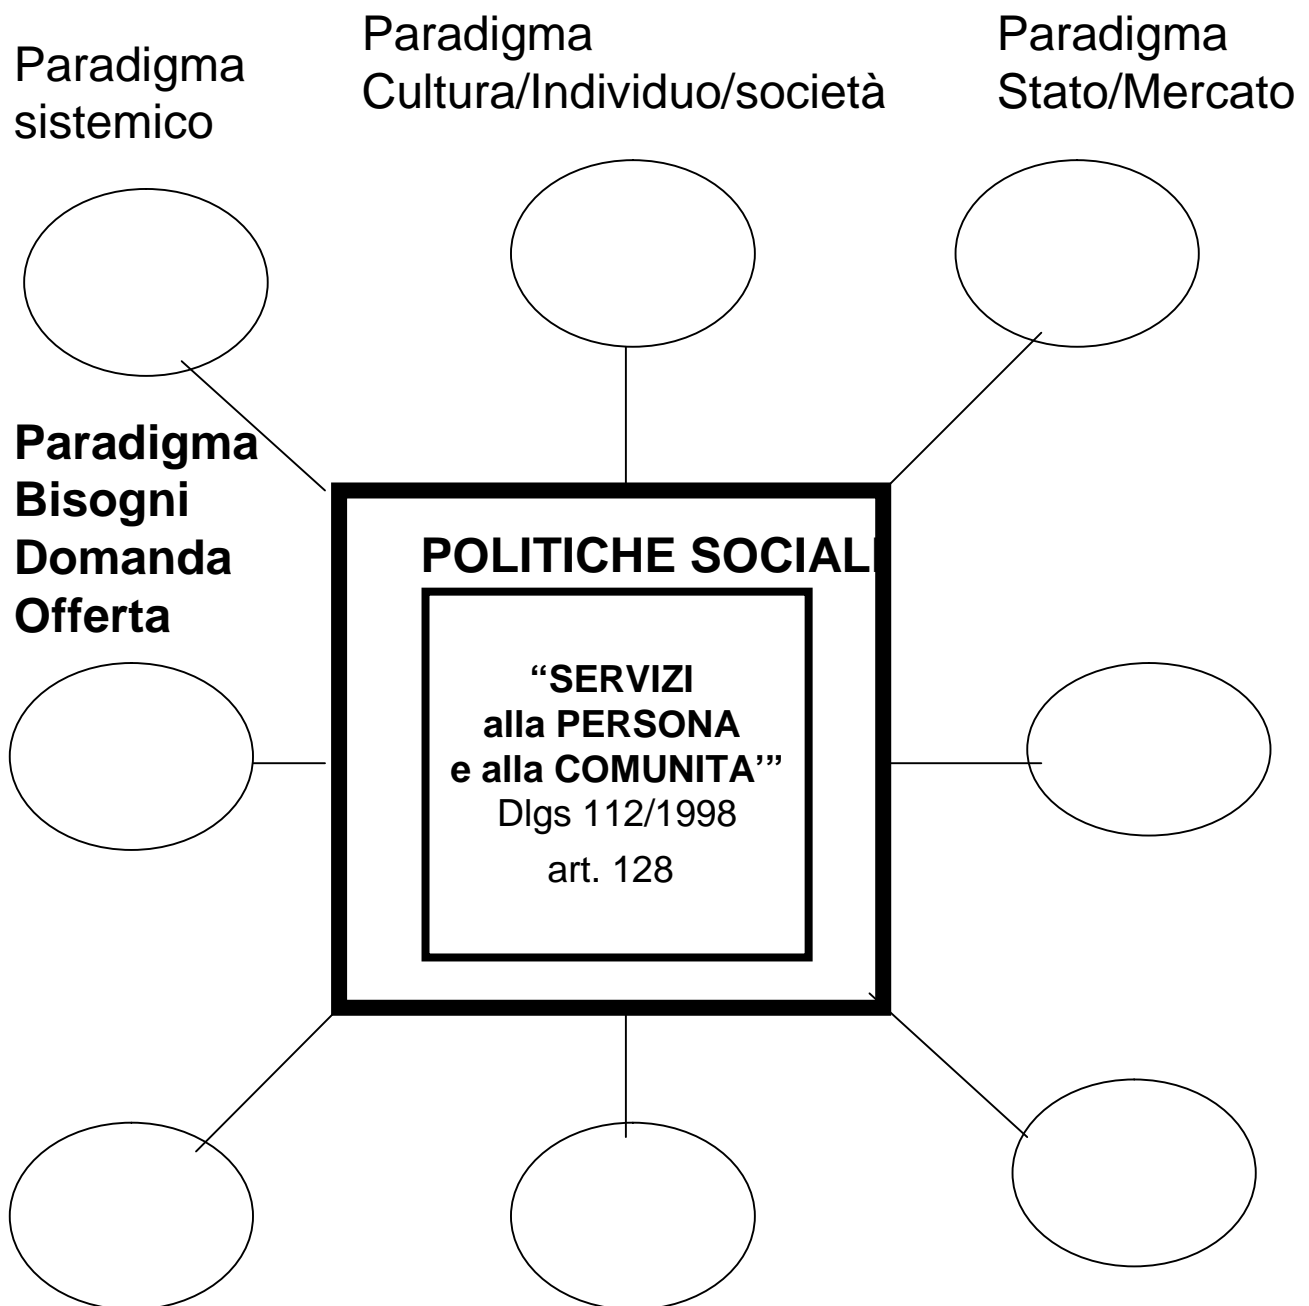 Paradigma
sistemico
Paradigma
Cultura/Individuo/società
Paradigma
Stato/Mercato
Paradigma
Bisogni
Domanda
Offerta
POLITICHE SOCIALI
“SERVIZI
alla PERSONA
e alla COMUNITA’”
Dlgs 112/1998
art. 128